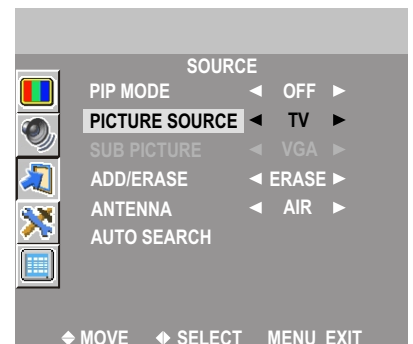 SOURCE
PIP MODE ◄ OFF ►
PICTURE SOURCE ◄ TV ►
SUB PICTURE ◄ VGA ►
ADD/ERASE ◄ ERASE ►
ANTENNA ◄ AIR ►
AUTO SEARCH
MOVE SELECT MENU EXIT